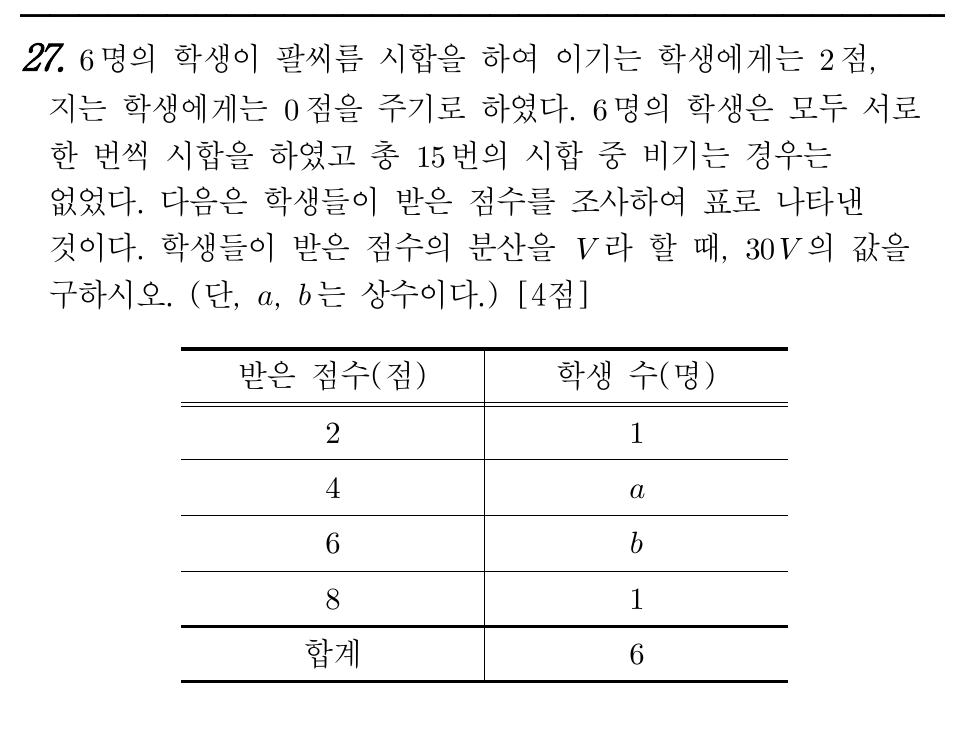 27. 6명의 학생이 팔씨름 시합을 하여 이기는 학생에게는 2점,
지는 학생에게는 0점을 주기로 하였다. 6명의 학생은 모두 서로
한 번씩 시합을 하였고 총 15번의 시합 중 비기는 경우는
없었다. 다음은 학생들이 받은 점수를 조사하여 표로 나타낸
것이다. 학생들이 받은 점수의 분산을 V라 할 때, 30V의 값을
구하시오. (단, a, b는 상수이다.) [4점]
받은 점수(점) 학생 수(명)
2 1
4 a
6 b
8 1
합계 6